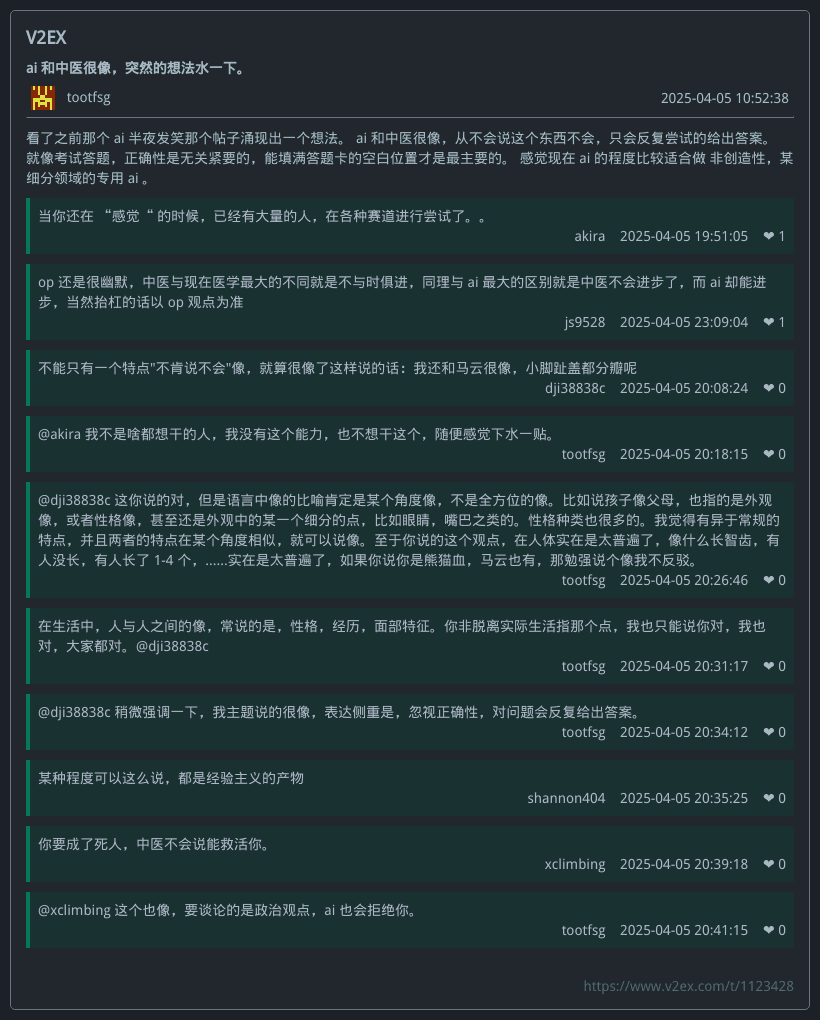 V2EX
ai 和中医很像，突然的想法水一下。
tootfsg
2025-04-05 10:52:38
看了之前那个 ai 半夜发笑那个帖子涌现出一个想法。 ai 和中医很像，从不会说这个东西不会，只会反复尝试的给出答案。
就像考试答题，正确性是无关紧要的，能填满答题卡的空白位置才是最主要的。 感觉现在 ai 的程度比较适合做 非创造性，某
细分领域的专用 ai 。
当你还在 “感觉 “ 的时候，已经有大量的人，在各种赛道进行尝试了。。
akira 2025-04-05 19:51:05 ❤ 1
op 还是很幽默，中医与现在医学最大的不同就是不与时俱进，同理与 ai 最大的区别就是中医不会进步了，而 ai 却能进
步，当然抬杠的话以 op 观点为准
js9528 2025-04-05 23:09:04 ❤ 1
不能只有一个特点"不肯说不会"像，就算很像了这样说的话：我还和马云很像，小脚趾盖都分瓣呢
dji38838c 2025-04-05 20:08:24 ❤ 0
@akira 我不是啥都想干的人，我没有这个能力，也不想干这个，随便感觉下水一贴。
tootfsg 2025-04-05 20:18:15 ❤ 0
@dji38838c 这你说的对，但是语言中像的比喻肯定是某个角度像，不是全方位的像。比如说孩子像父母，也指的是外观
像，或者性格像，甚至还是外观中的某一个细分的点，比如眼睛，嘴巴之类的。性格种类也很多的。我觉得有异于常规的
特点，并且两者的特点在某个角度相似，就可以说像。至于你说的这个观点，在人体实在是太普遍了，像什么长智齿，有
人没长，有人长了 1-4 个，......实在是太普遍了，如果你说你是熊猫血，马云也有，那勉强说个像我不反驳。
tootfsg 2025-04-05 20:26:46 ❤ 0
在生活中，人与人之间的像，常说的是，性格，经历，面部特征。你非脱离实际生活指那个点，我也只能说你对，我也
对，大家都对。@dji38838c
tootfsg 2025-04-05 20:31:17 ❤ 0
@dji38838c 稍微强调一下，我主题说的很像，表达侧重是，忽视正确性，对问题会反复给出答案。
tootfsg 2025-04-05 20:34:12 ❤ 0
某种程度可以这么说，都是经验主义的产物
shannon404 2025-04-05 20:35:25 ❤ 0
你要成了死人，中医不会说能救活你。
xclimbing 2025-04-05 20:39:18 ❤ 0
@xclimbing 这个也像，要谈论的是政治观点，ai 也会拒绝你。
tootfsg 2025-04-05 20:41:15 ❤ 0
https://www.v2ex.com/t/1123428